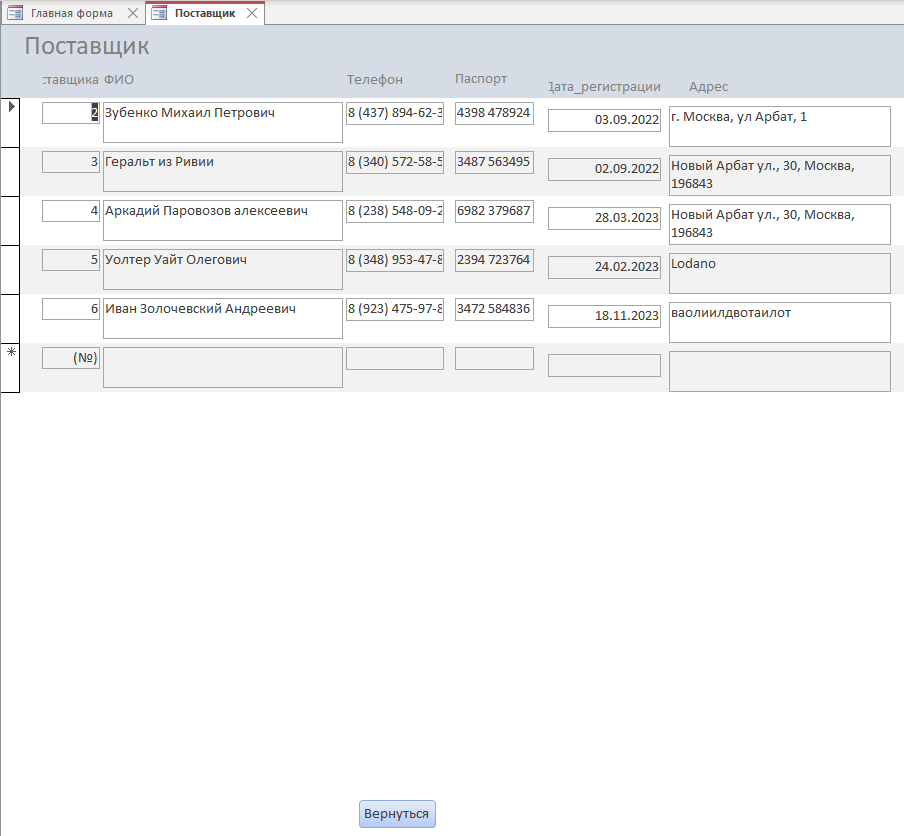 Главная форма Поставщик
Поставщик
ставщика ФИО Телефон Паспорт Дата_регистрации Адрес
2 Зубенко Михаил Петрович 8 (437) 894-62-3 4398 478924 03.09.2022 г. Москва, ул Арбат, 1
3 Геральт из Ривии 8 (340) 572-58-5 3487 563495 02.09.2022 Новый Арбат ул., 30, Москва,
196843
4 Аркадий Паровозов алексеевич 8 (238) 548-09-2 6982 379687 28.03.2023 Новый Арбат ул., 30, Москва,
196843
5 Уолтер Уайт Олегович 8 (348) 953-47-8 2394 723764 24.02.2023 Lodano
6 Иван Золочевский Андреевич 8 (923) 475-97-8 3472 584836 18.11.2023 ваолиилдвотаилот
(№)
Вернуться